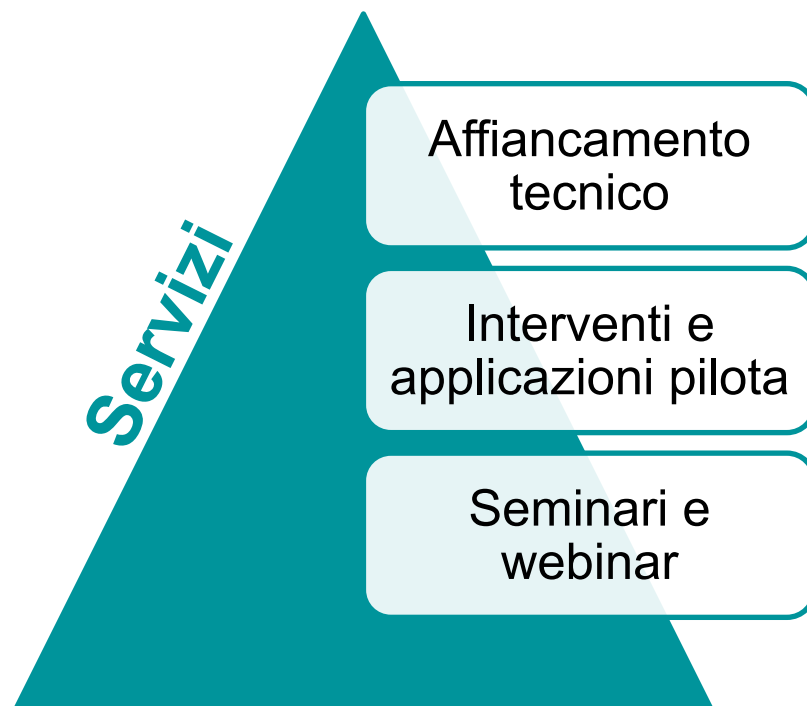 Servizi
Affiancamento
tecnico
Interventi e
applicazioni pilota
Seminari e
webinar